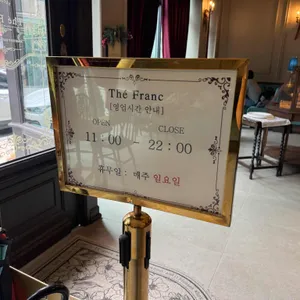 Thé Franc
[영업시간 안내]
OPEN CLOSE
11 : 00 — 22 : 00
휴무일 : 매주 일요일